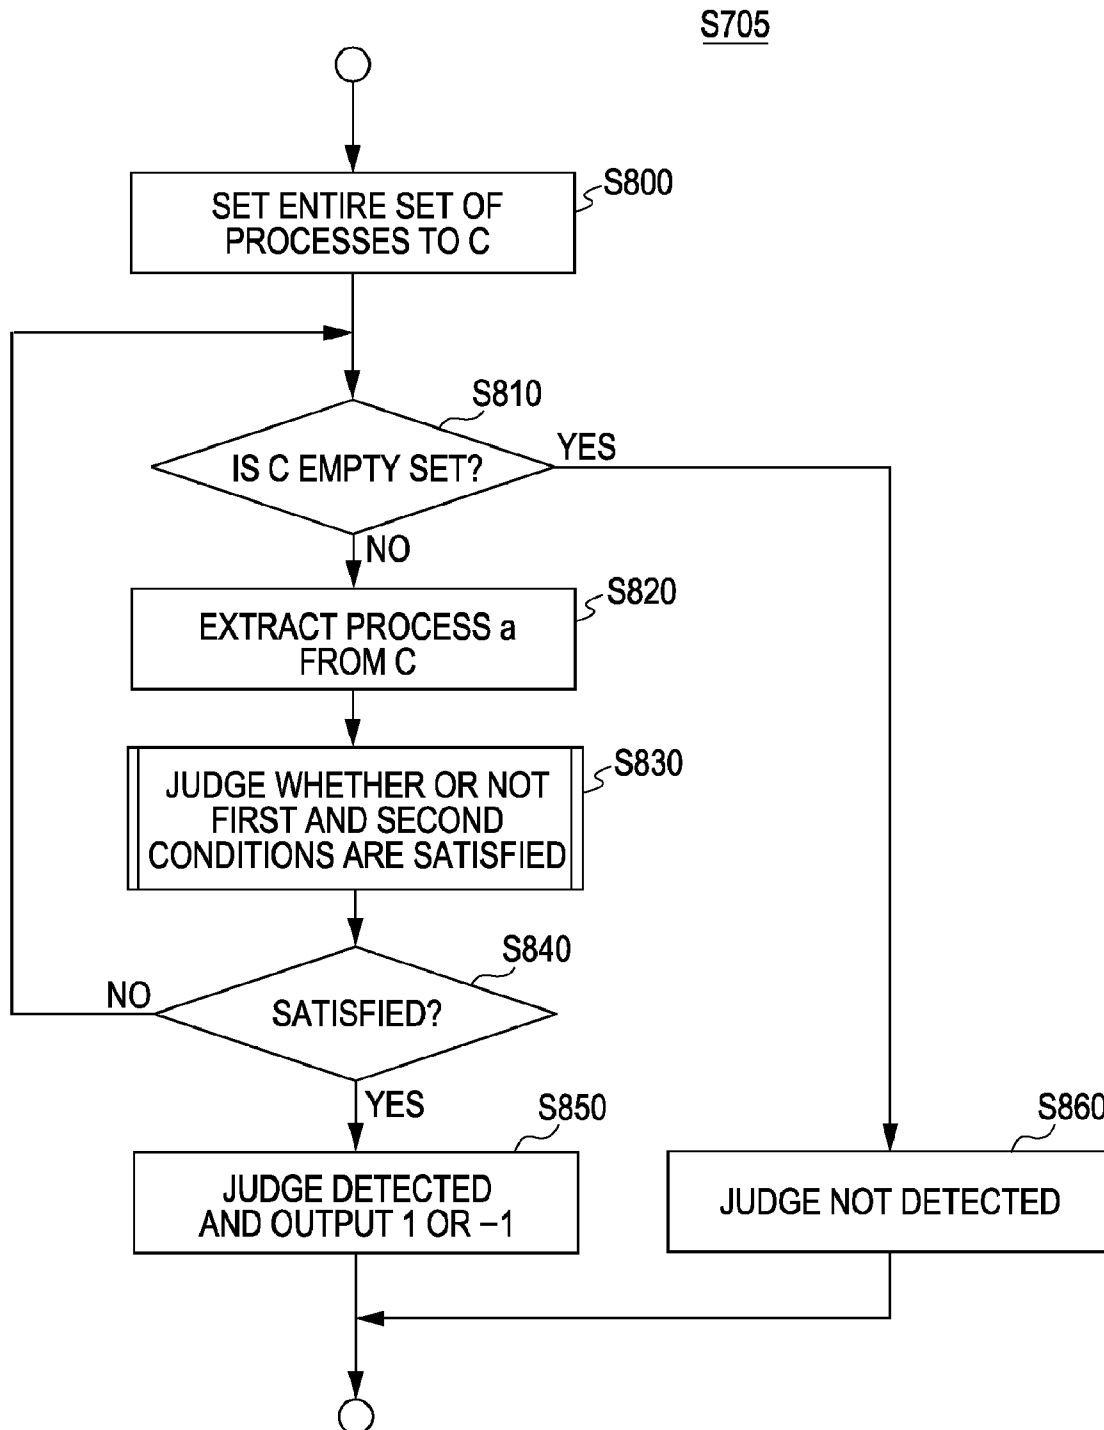 S705
S800
SET ENTIRE SET OF
PROCESSES TO C
S810
IS C EMPTY SET?
YES
NO
S820
EXTRACT PROCESS a
FROM C
S830
JUDGE WHETHER OR NOT
FIRST AND SECOND
CONDITIONS ARE SATISFIED
S840
NO
SATISFIED?
YES
S850
JUDGE DETECTED
AND OUTPUT 1 OR –1
S860
JUDGE NOT DETECTED